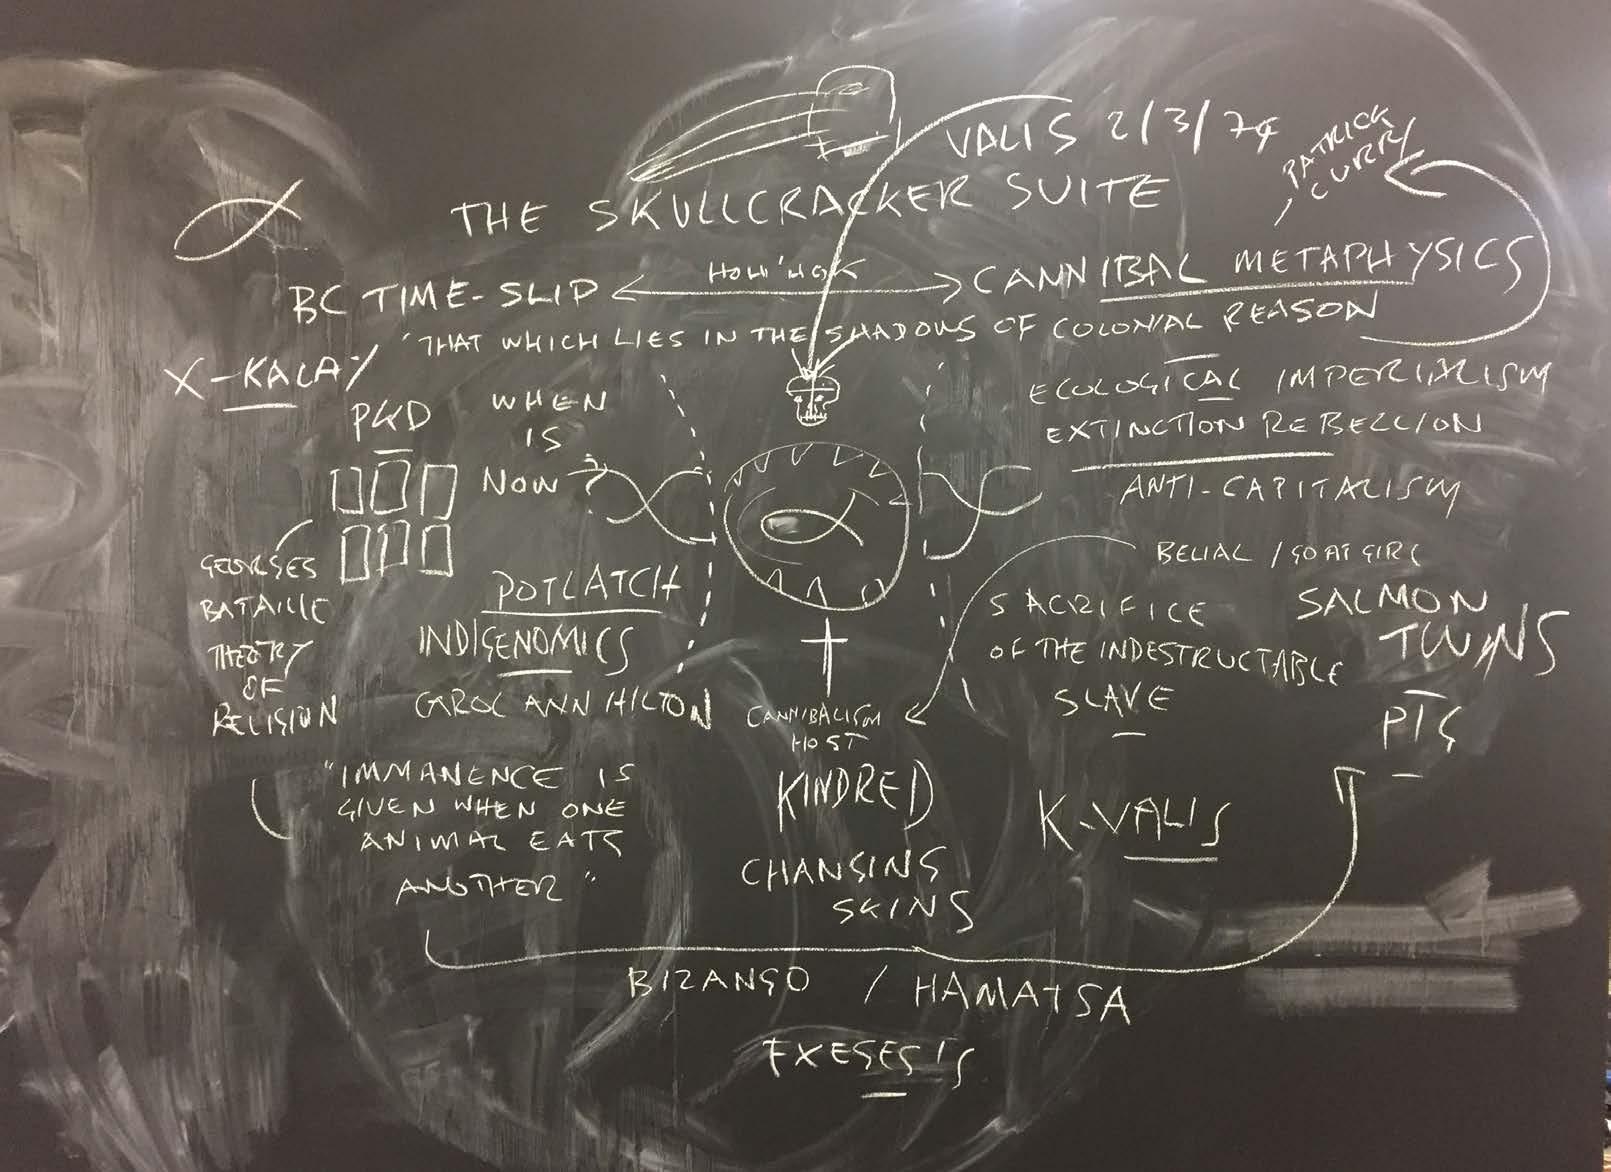 VALIS 2/3/74
PATRICK
CURRY
THE SKULLCRACKER SUITE
BC TIME-SLIP
CANNIBAL METAPHYSICS
"THAT WHICH LIES IN THE SHADOWS OF COLONIAL REASON
X-KALAY
PKD
WHEN
IS
NOW?
ECOLOGICAL IMPERIALISM
EXTINCTION REBELLION
ANTI-CAPITALISM
GEORGES
BATAILLE
THEORY
OF
RELIGION
POTLATCH
INDIGENOMICS
CAROL ANN HILTON
BELIAL / GOAT GIRL
SACRIFICE
OF THE INDESTRUCTABLE
SLAVE
SALMON
TWINS
PTS
CANNIBALISM
HOST
KINDRED
K-VALIS
"IMMANENCE IS
GIVEN WHEN ONE
ANIMAL EATS
ANOTHER"
CHANGING
SKINS
BIZANGO / HAMATSA
EXEGESIS